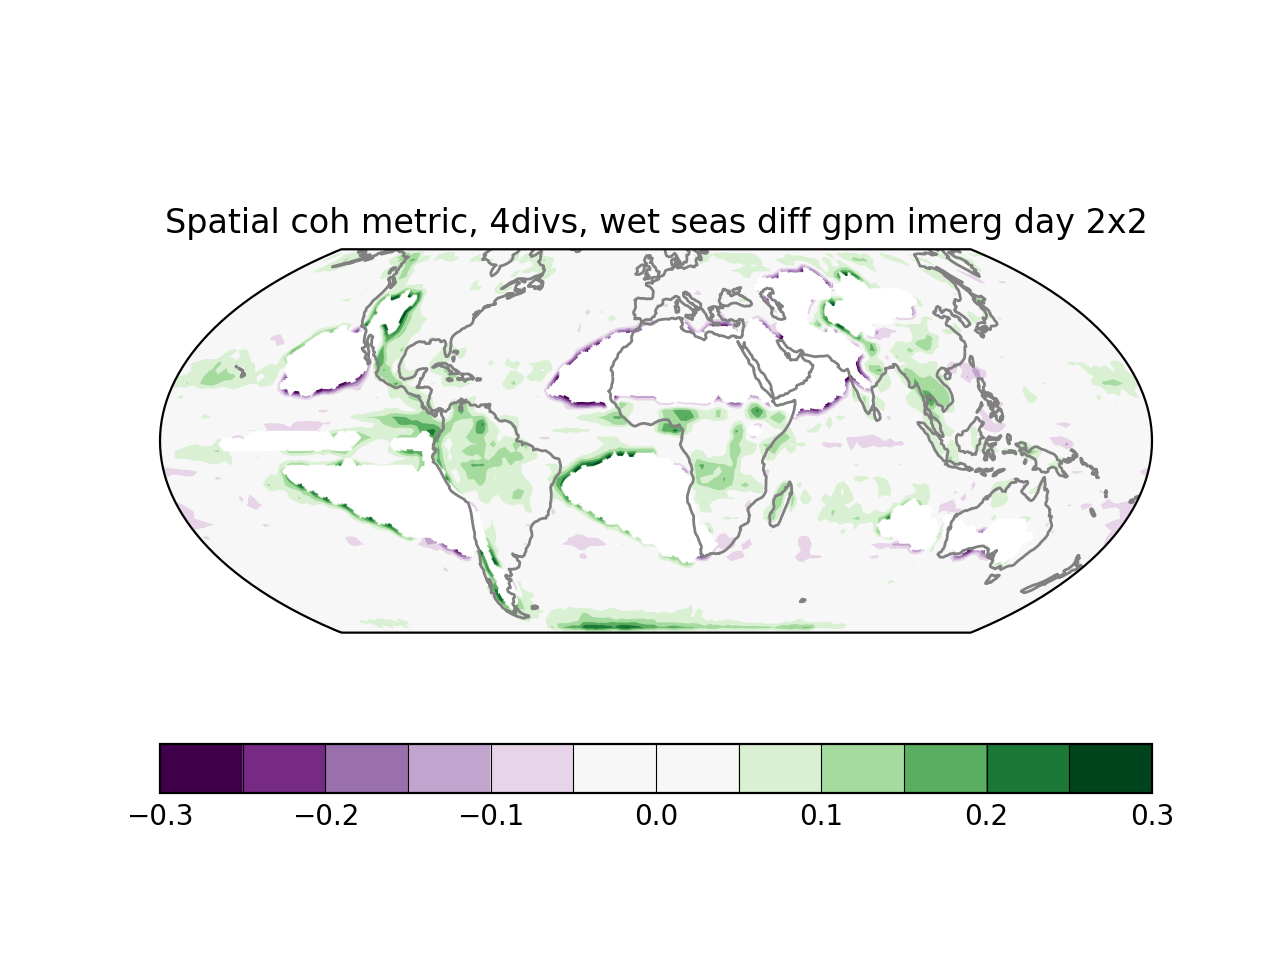 Spatial coh metric, 4divs, wet seas diff gpm imerg day 2x2
−0.3 −0.2 −0.1 0.0 0.1 0.2 0.3